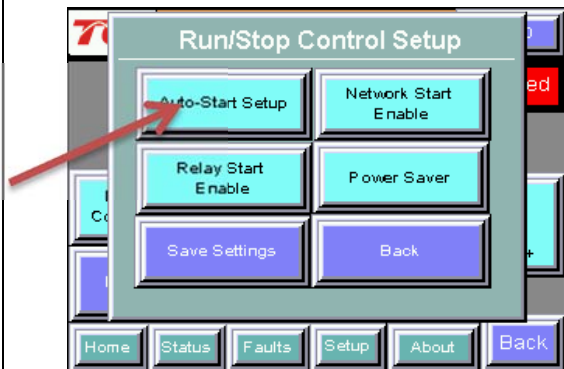 Run/Stop Control Setup
ed
Auto-Start Setup
Network Start
Enable
Relay Start
Enable
Power Saver
Save Settings
Back
+
Home
Status
Faults
Setup
About
Back